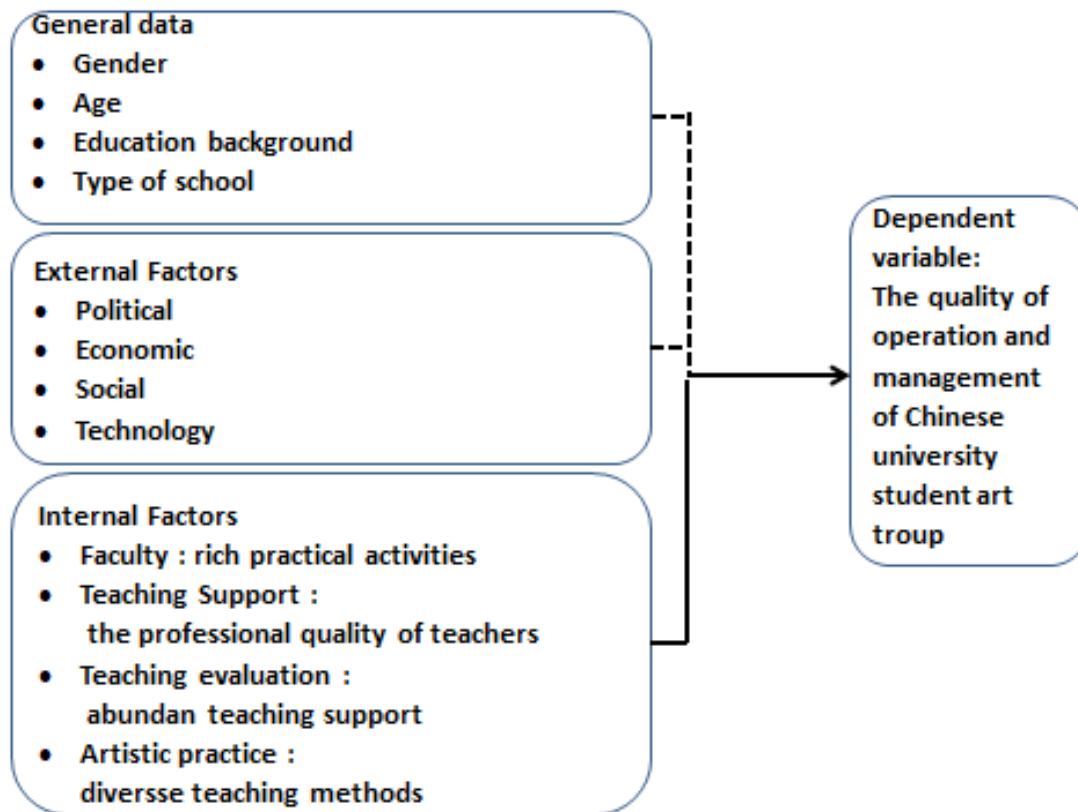 General data
• Gender
• Age
• Education background
• Type of school
External Factors
• Political
• Economic
• Social
• Technology
Internal Factors
• Faculty : rich practical activities
• Teaching Support :
the professional quality of teachers
• Teaching evaluation :
abundan teaching support
• Artistic practice :
diversse teaching methods
Dependent
variable:
The quality of
operation and
management
of Chinese
university
student art
troup